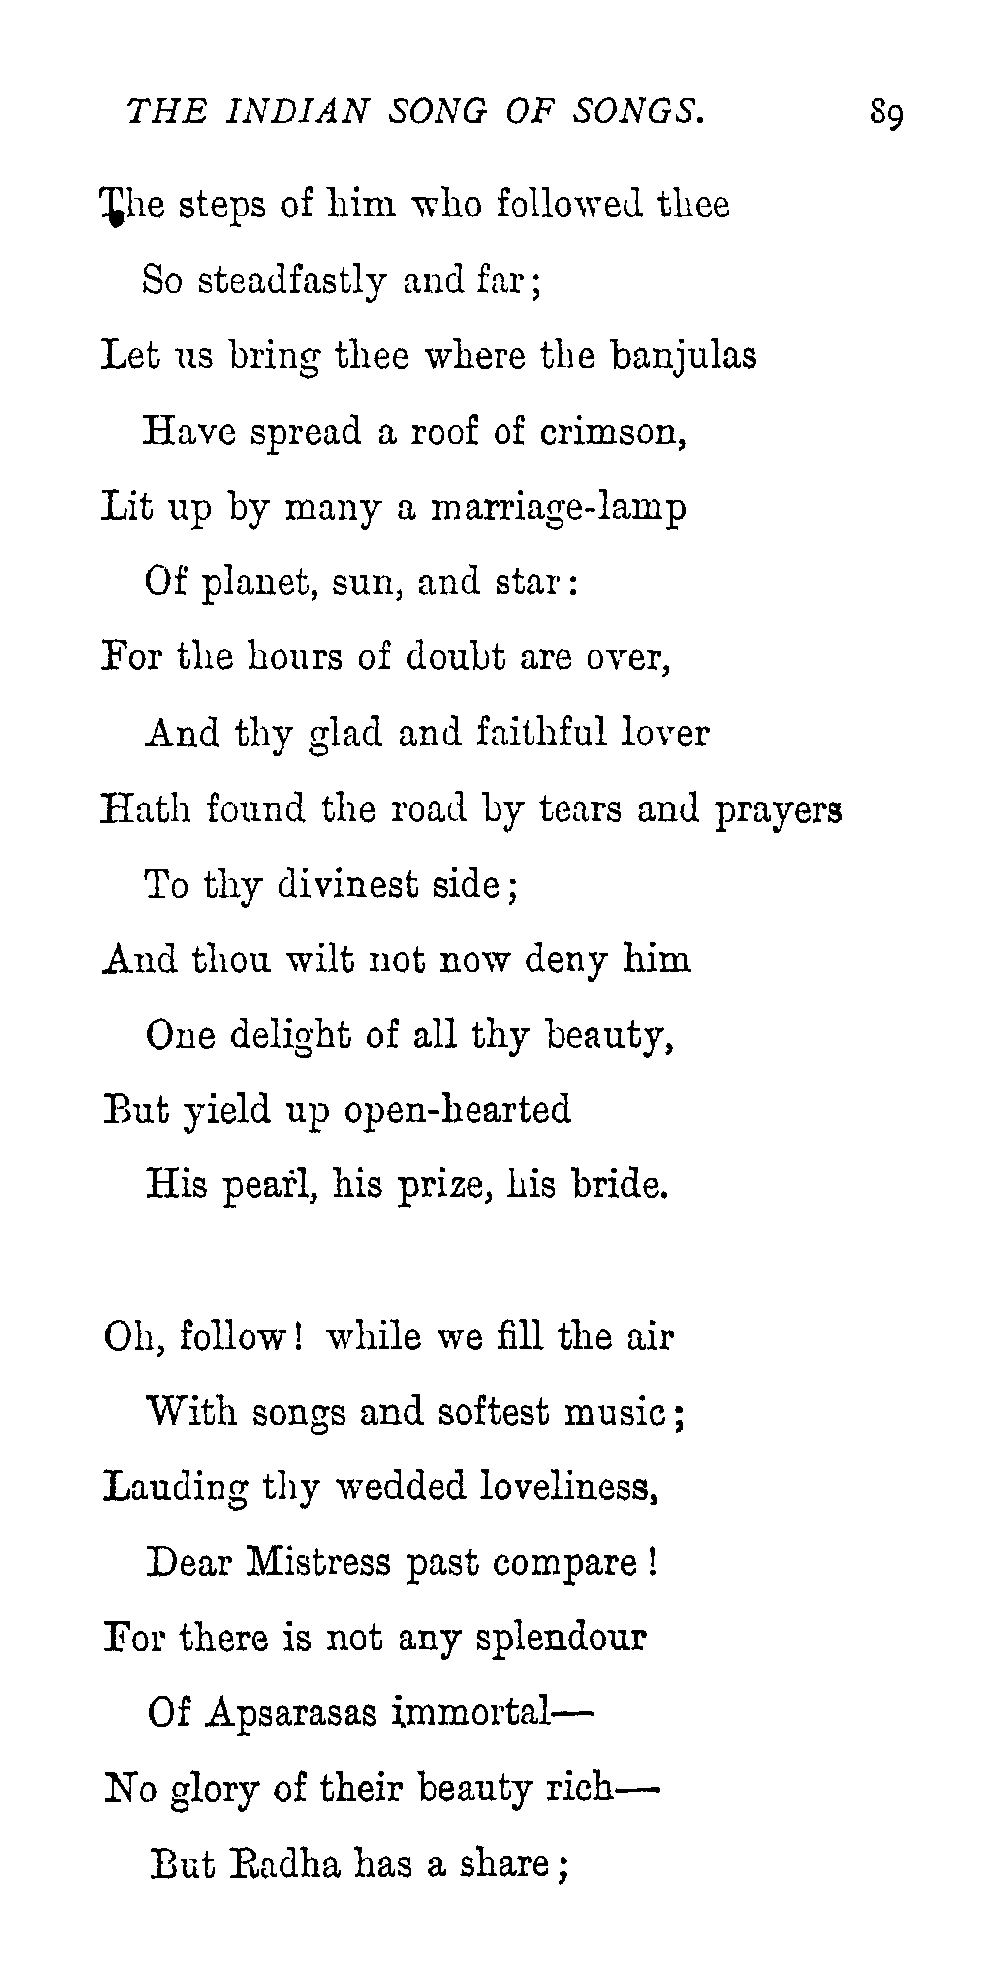 THE INDIAN SONG OF SONGS. 89
The steps of him who followed thee
So steadfastly and far;
Let us bring thee where the banjulas
Have spread a roof of crimson,
Lit up by many a marriage-lamp
Of planet, sun, and star:
For the hours of doubt are over,
And thy glad and faithful lover
Hath found the road by tears and prayers
To thy divinest side;
And thou wilt not now deny him
One delight of all thy beauty,
But yield up open-hearted
His pearl, his prize, his bride.
Oh, follow! while we fill the air
With songs and softest music;
Lauding thy wedded loveliness,
Dear Mistress past compare!
For there is not any splendour
Of Apsarasas immortal—
No glory of their beauty rich—
But Radha has a share;